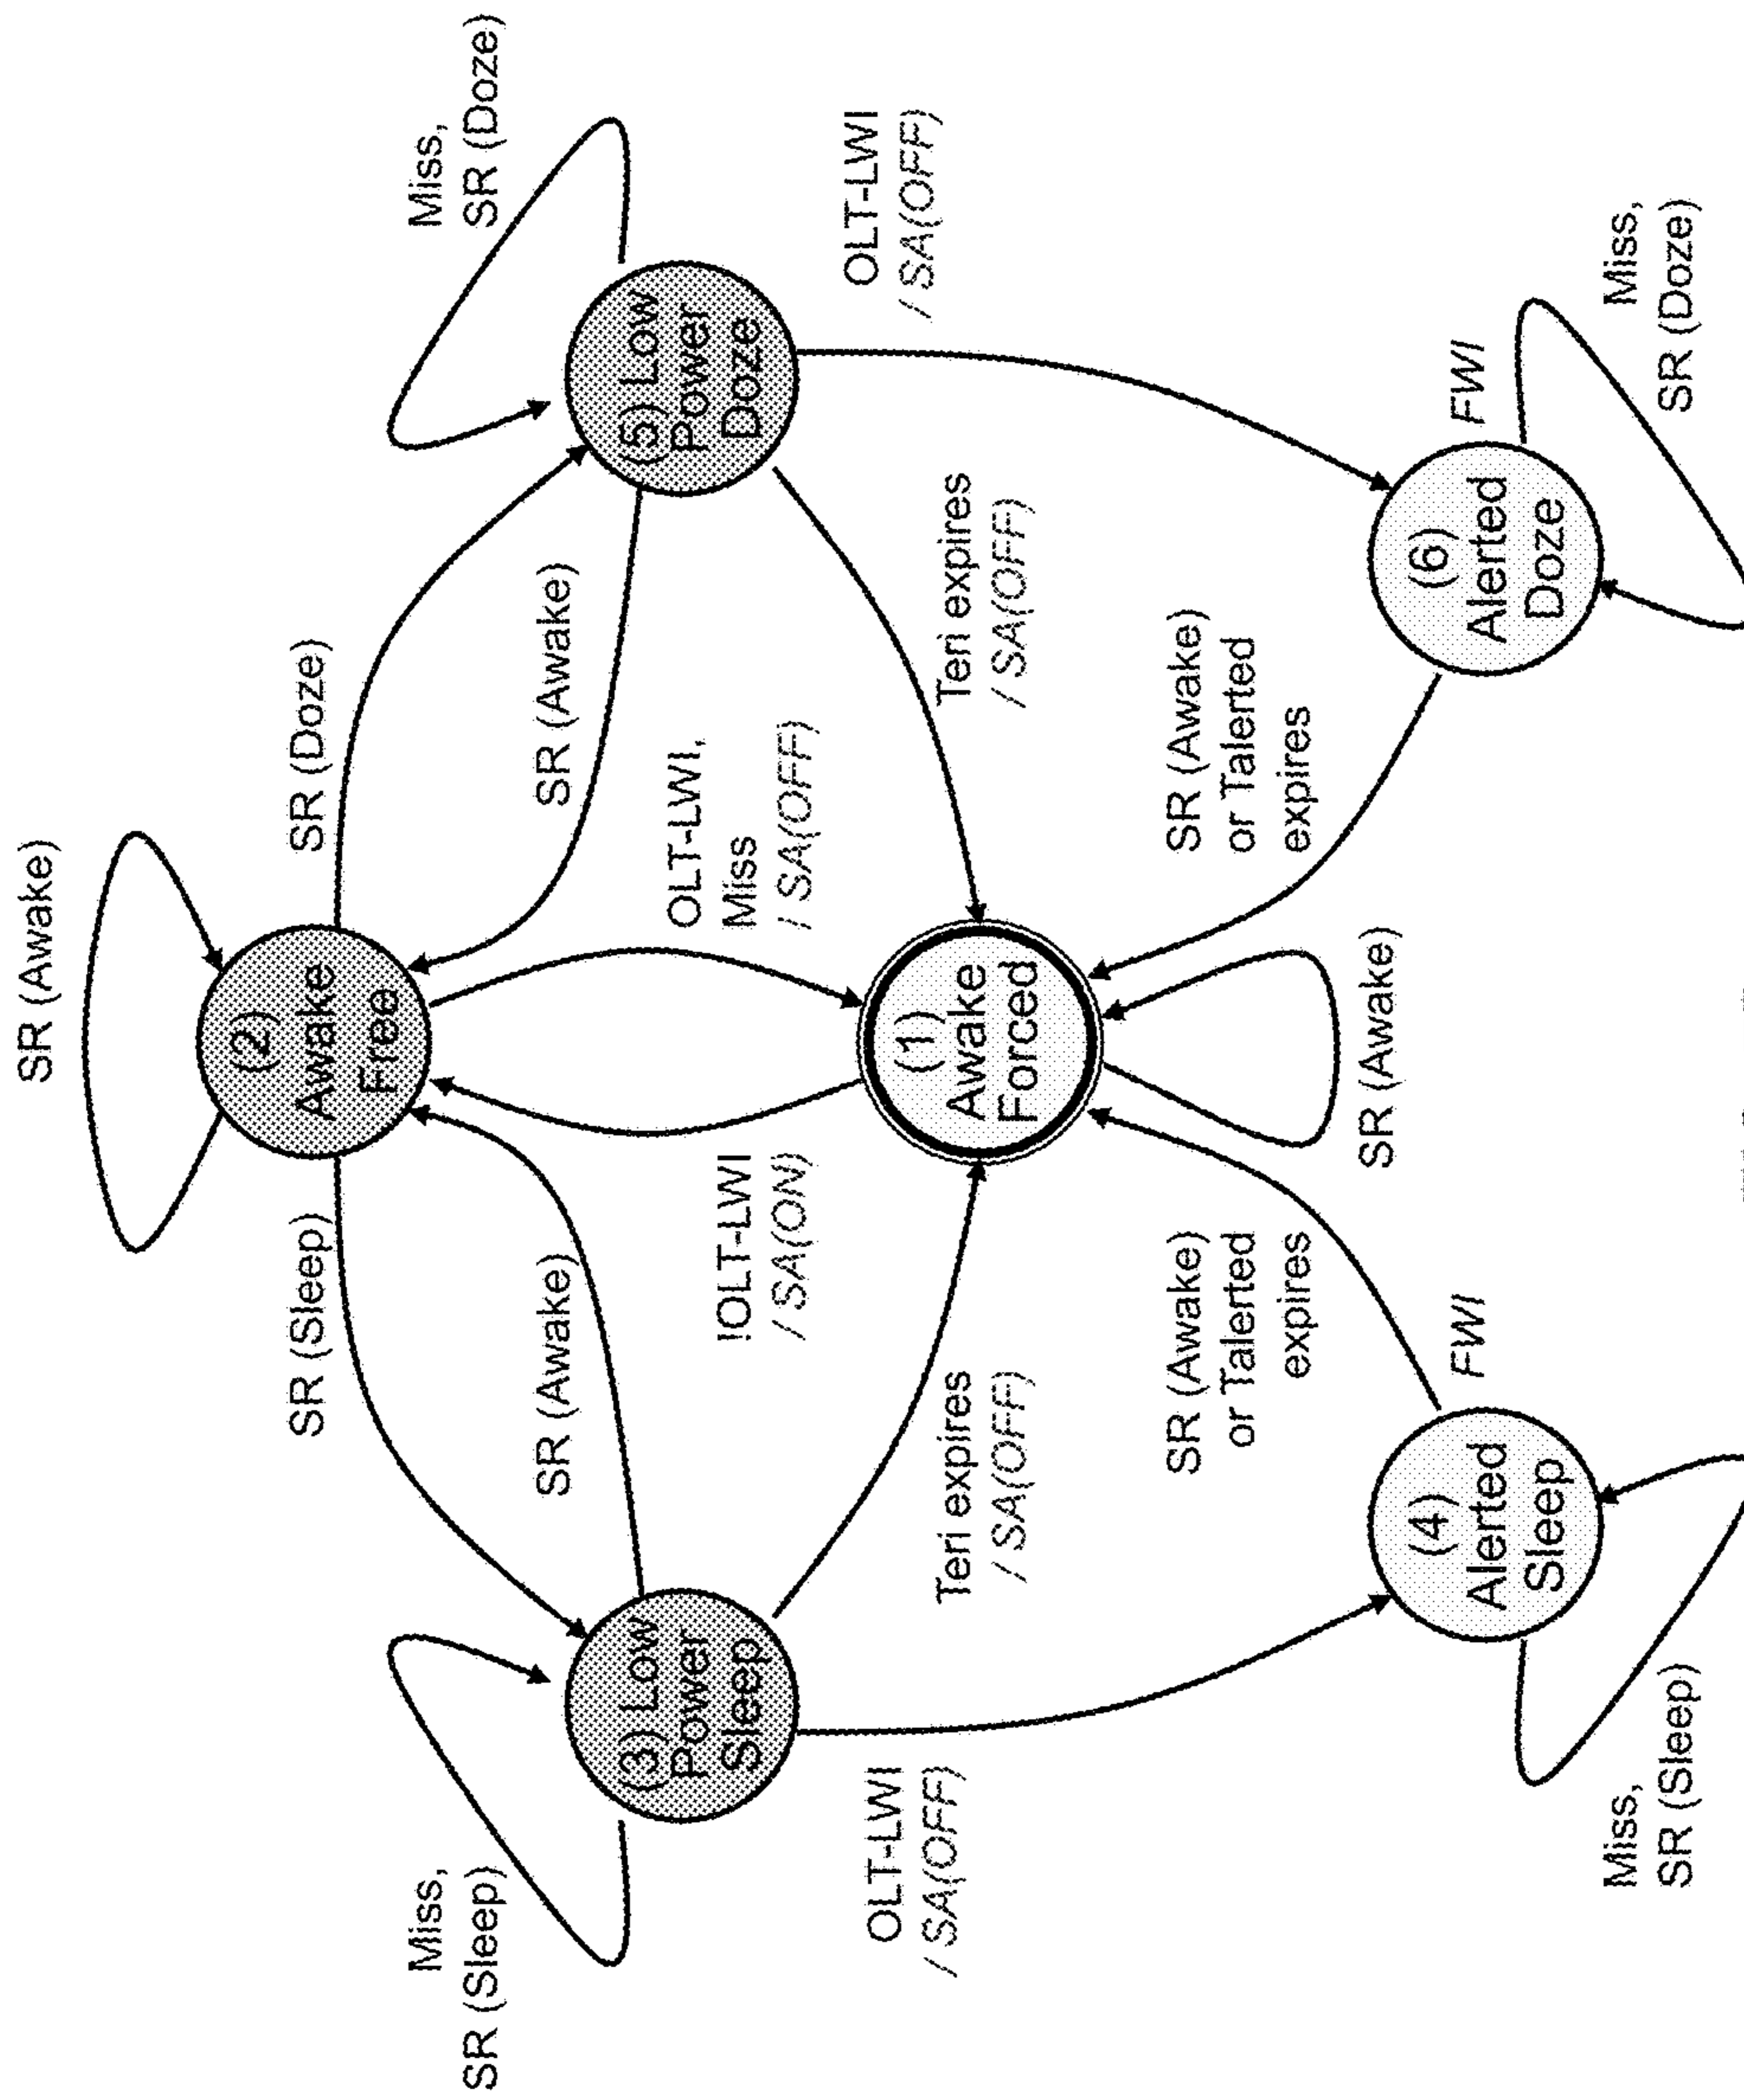 SR (Awake)
(2)
Awake
Free
SR (Sleep)
SR (Doze)
Miss,
SR (Sleep)
Miss,
SR (Doze)
SR (Awake)
SR (Awake)
(3) Low
Power
Sleep
(5) Low
Power
Doze
!OLT-LWI
/ SA(ON)
OLT-LWI,
Miss
/ SA(OFF)
OLT-LWI
/ SA(OFF)
Teri expires
/ SA(OFF)
Teri expires
/ SA(OFF)
OLT-LWI
/ SA(OFF)
(1)
Awake
Forced
SR (Awake)
or Talerted
expires
SR (Awake)
or Talerted
expires
SR (Awake)
(4)
Alerted
Sleep
FWI
(6)
Alerted
Doze
FWI
Miss,
SR (Sleep)
Miss,
SR (Doze)